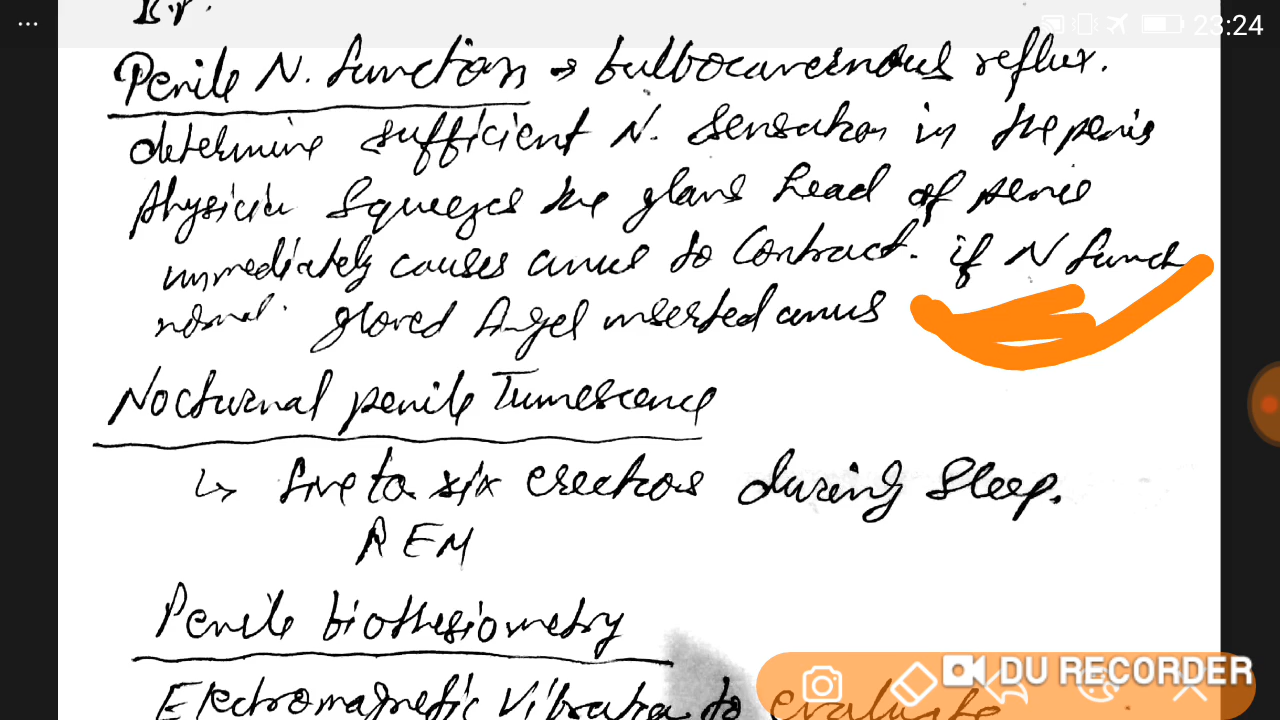 23:24
B.P.
Penile N. function → bulbocavernous reflux.
determine sufficient N. sensation in the penis
physician squeezes the glans head of penis
immediately causes anus to contract. if N funct
normal. gloved finger inserted anus
Nocturnal penile Tumescence
↳ five to six erections during sleep.
REM
Penile biothesiometry
Electromagnetic vibration to evaluate
DU RECORDER